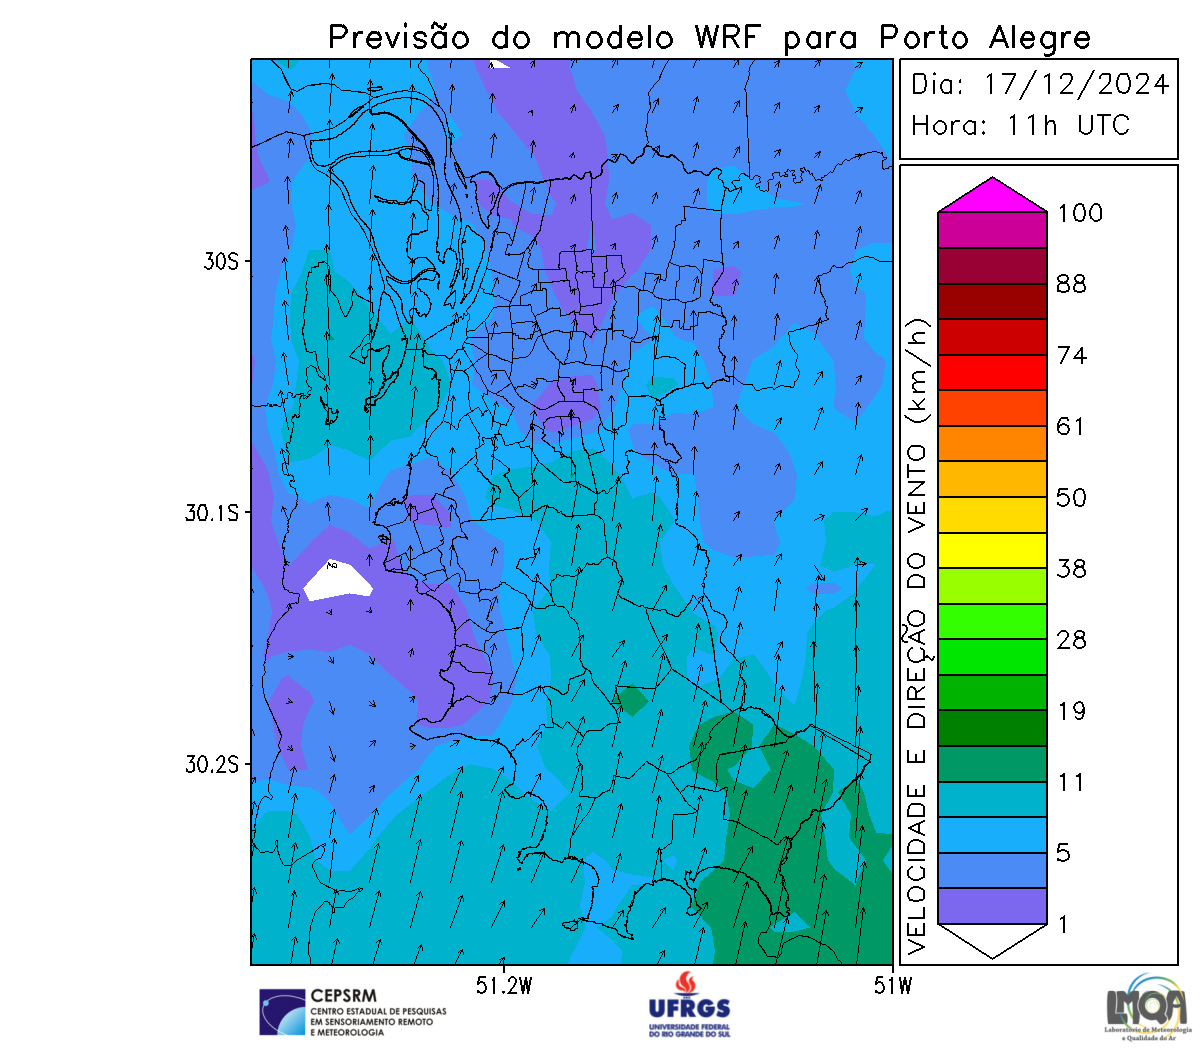 Previsão do modelo WRF para Porto Alegre
Dia: 17/12/2024
Hora: 11h UTC
30S
30.1S
30.2S
51.2W
51W
VELOCIDADE E DIREÇÃO DO VENTO (km/h)
100
88
74
61
50
38
28
19
11
5
1
CEPSRM
CENTRO ESTADUAL DE PESQUISAS
EM SENSORIAMENTO REMOTO
E METEOROLOGIA
UFRGS
UNIVERSIDADE FEDERAL
DO RIO GRANDE DO SUL
LMQA
Laboratório de Meteorologia
e Qualidade do Ar